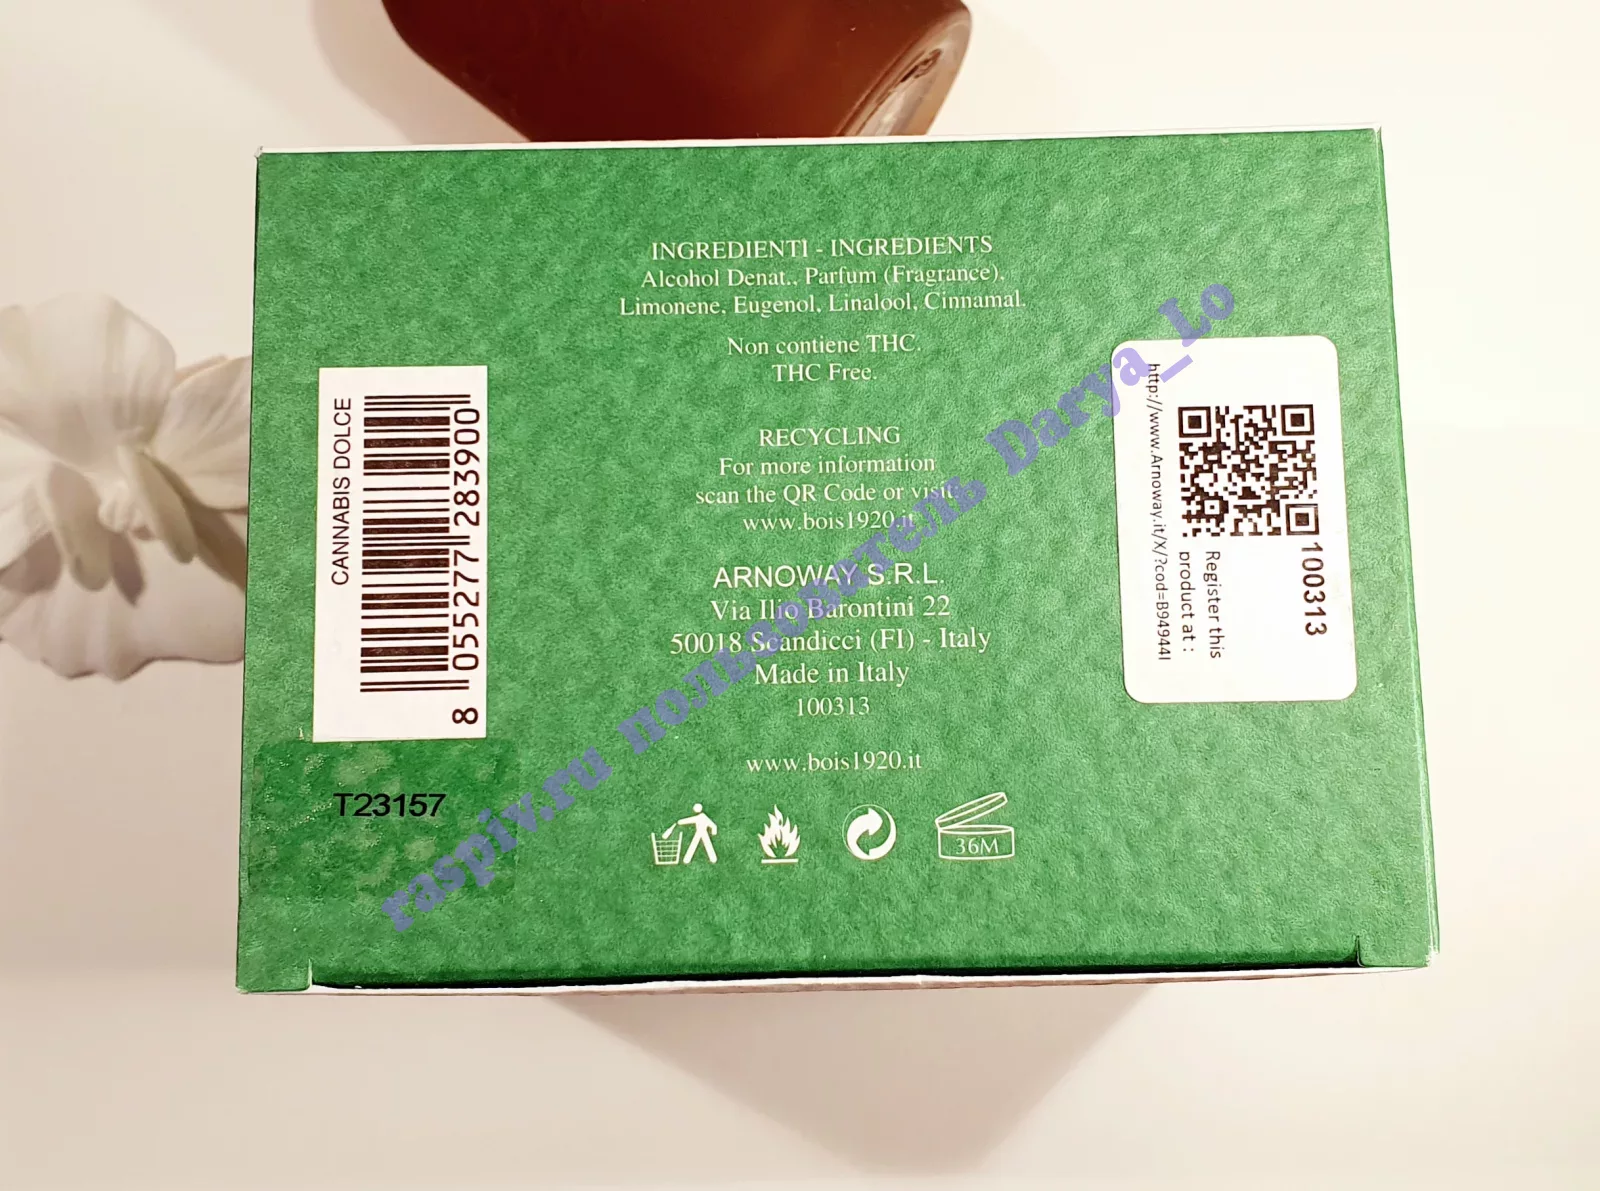 INGREDIENTI - INGREDIENTS
Alcohol Denat., Parfum (Fragrance),
Limonene, Eugenol, Linalool, Cinnamal.
Non contiene THC.
THC Free.
RECYCLING
For more information
scan the QR Code or visit:
www.bois1920.it
ARNOWAY S.R.L.
Via Ilio Barontini 22
50018 Scandicci (FI) - Italy
Made in Italy
100313
www.bois1920.it
36M
CANNABIS DOLCE
8 055277 283900
T23157
100313
Register this
product at :
http://www.Arnoway.it/X/?cod=B94944I
raspiv.ru пользователь Darya_Lo